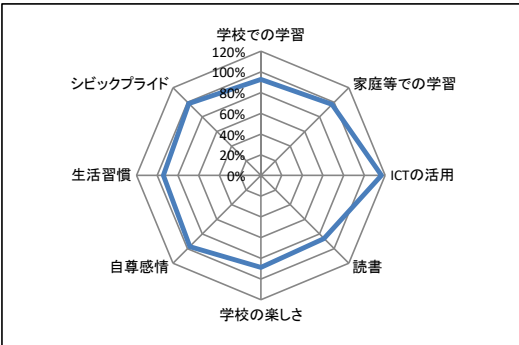 学校での学習
120%
100%
80%
60%
40%
20%
0%
家庭等での学習
ICTの活用
読書
学校の楽しさ
自尊感情
生活習慣
シビックプライド